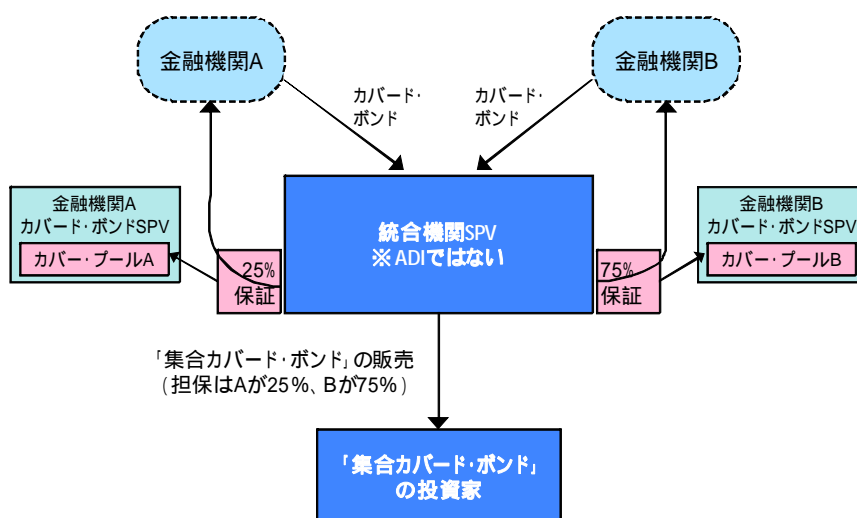 金融機関A
金融機関B
カバード・
ボンド
カバード・
ボンド
金融機関A
カバード・ボンドSPV
カバー・プールA
25%
保証
統合機関SPV
※ADIではない
75%
保証
金融機関B
カバード・ボンドSPV
カバー・プールB
「集合カバード・ボンド」の販売
(担保はAが25%、Bが75%)
「集合カバード・ボンド」
の投資家